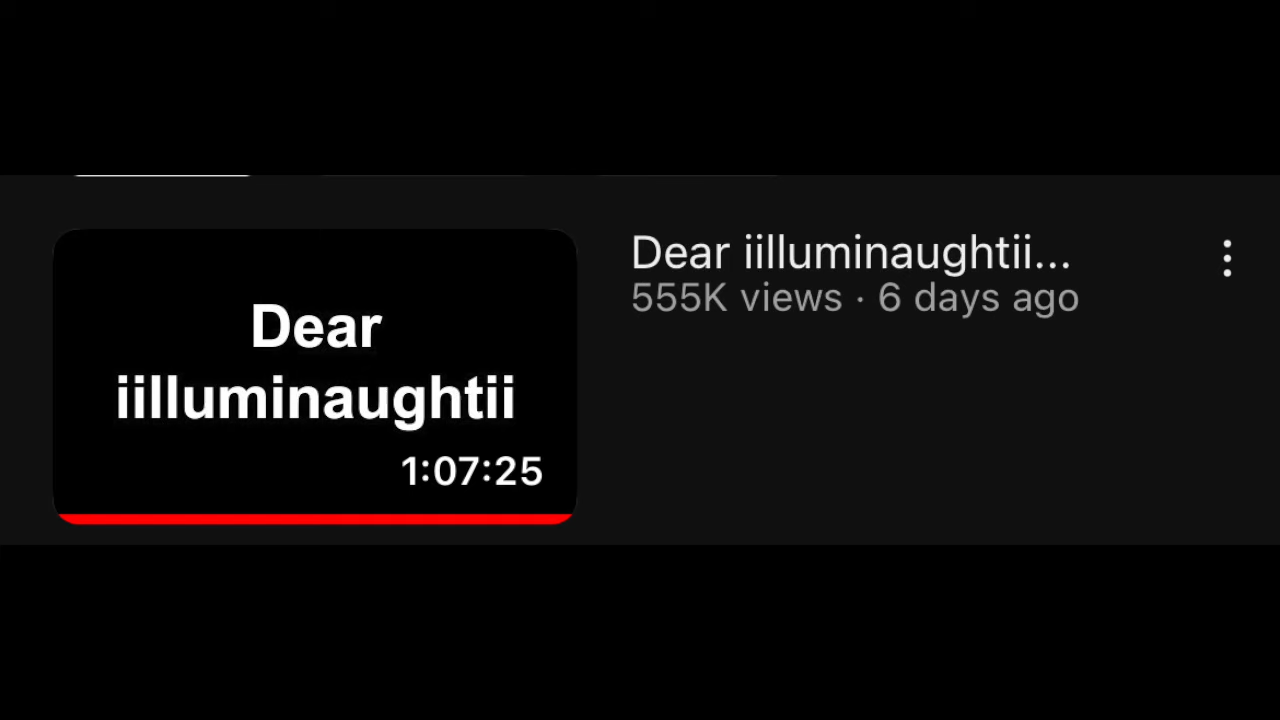 Dear
iilluminaughtii
1:07:25
Dear iilluminaughtii...
555K views · 6 days ago